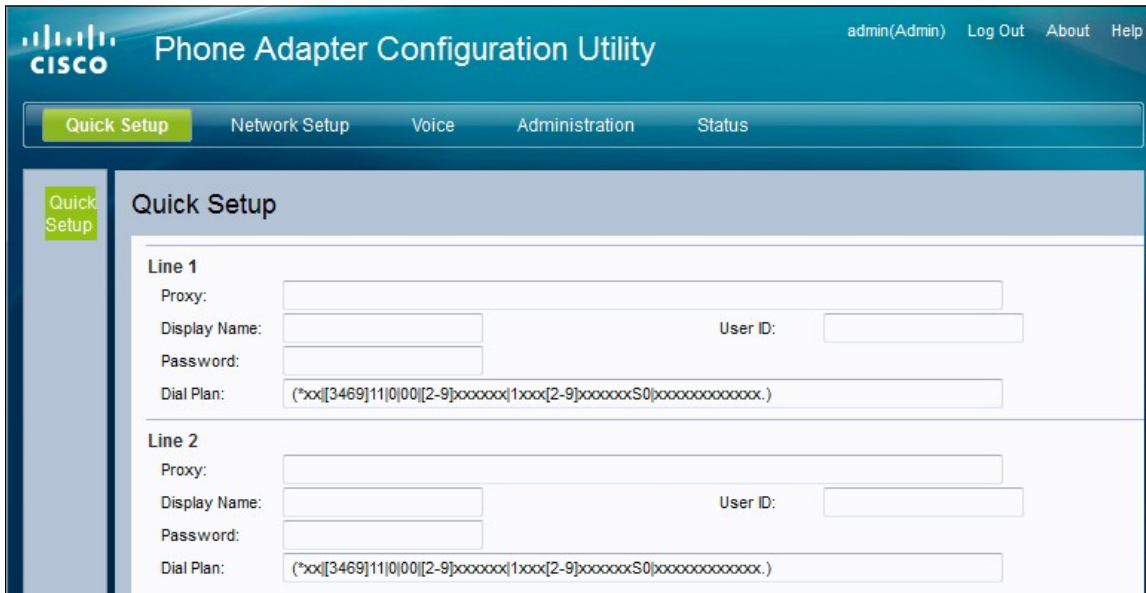 CISCO Phone Adapter Configuration Utility admin(Admin) Log Out About Help
Quick Setup Network Setup Voice Administration Status
Quick Setup
Quick Setup
Line 1
Proxy:
Display Name: User ID:
Password:
Dial Plan: (*xx|[3469]11|0|00|[2-9]xxxxxx|1xxx[2-9]xxxxxxS0|xxxxxxxxxxxx.)
Line 2
Proxy:
Display Name: User ID:
Password:
Dial Plan: (*xx|[3469]11|0|00|[2-9]xxxxxx|1xxx[2-9]xxxxxxS0|xxxxxxxxxxxx.)